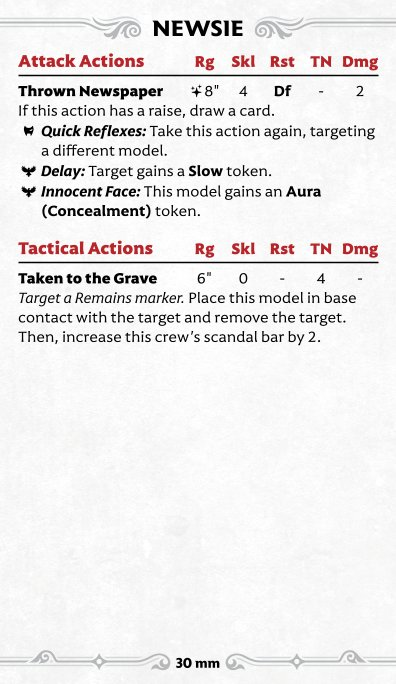 NEWSIE
Attack Actions Rg Skl Rst TN Dmg
Thrown Newspaper 8" 4 Df - 2
If this action has a raise, draw a card.
Quick Reflexes: Take this action again, targeting
a different model.
Delay: Target gains a Slow token.
Innocent Face: This model gains an Aura
(Concealment) token.
Tactical Actions Rg Skl Rst TN Dmg
Taken to the Grave 6" 0 - 4 -
Target a Remains marker. Place this model in base
contact with the target and remove the target.
Then, increase this crew's scandal bar by 2.
30 mm